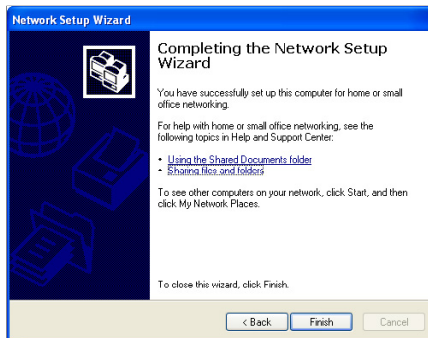 Network Setup Wizard
Completing the Network Setup
Wizard
You have successfully set up this computer for home or small
office networking.
For help with home or small office networking, see the
following topics in Help and Support Center:
• Using the Shared Documents folder
• Sharing files and folders
To see other computers on your network, click Start, and then
click My Network Places.
To close this wizard, click Finish.
< Back Finish Cancel